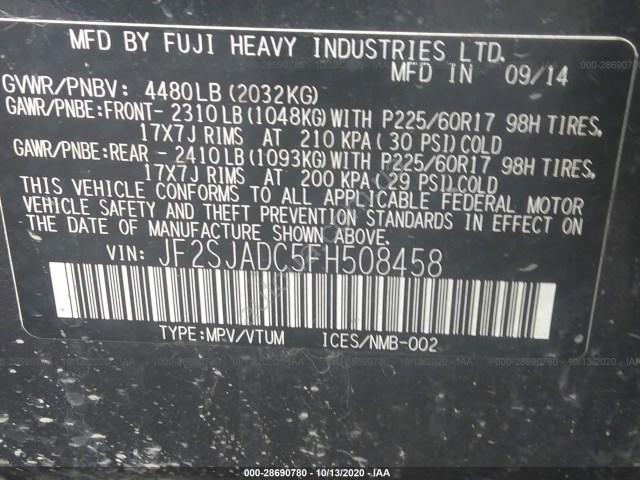 MFD BY FUJI HEAVY INDUSTRIES LTD.
MFD IN 09/14
GVWR/PNBV: 4480LB (2032KG)
GAWR/PNBE:FRONT- 2310LB (1048KG) WITH P225/60R17 98H TIRES,
17X7J RIMS AT 210 KPA ( 30 PSI) COLD
GAWR/PNBE:REAR - 2410LB (1093KG) WITH P225/60R17 98H TIRES,
17X7J RIMS AT 200 KPA (29 PSI) COLD
THIS VEHICLE CONFORMS TO ALL APPLICABLE FEDERAL MOTOR
VEHICLE SAFETY AND THEFT PREVENTION STANDARDS IN EFFECT ON
THE DATE OF MANUFACTURE SHOWN ABOVE.
VIN: JF2SJADC5FH508458
TYPE:MPV/VTUM ICES/NMB-002
000-28690780 - 10/13/2020 - IAA